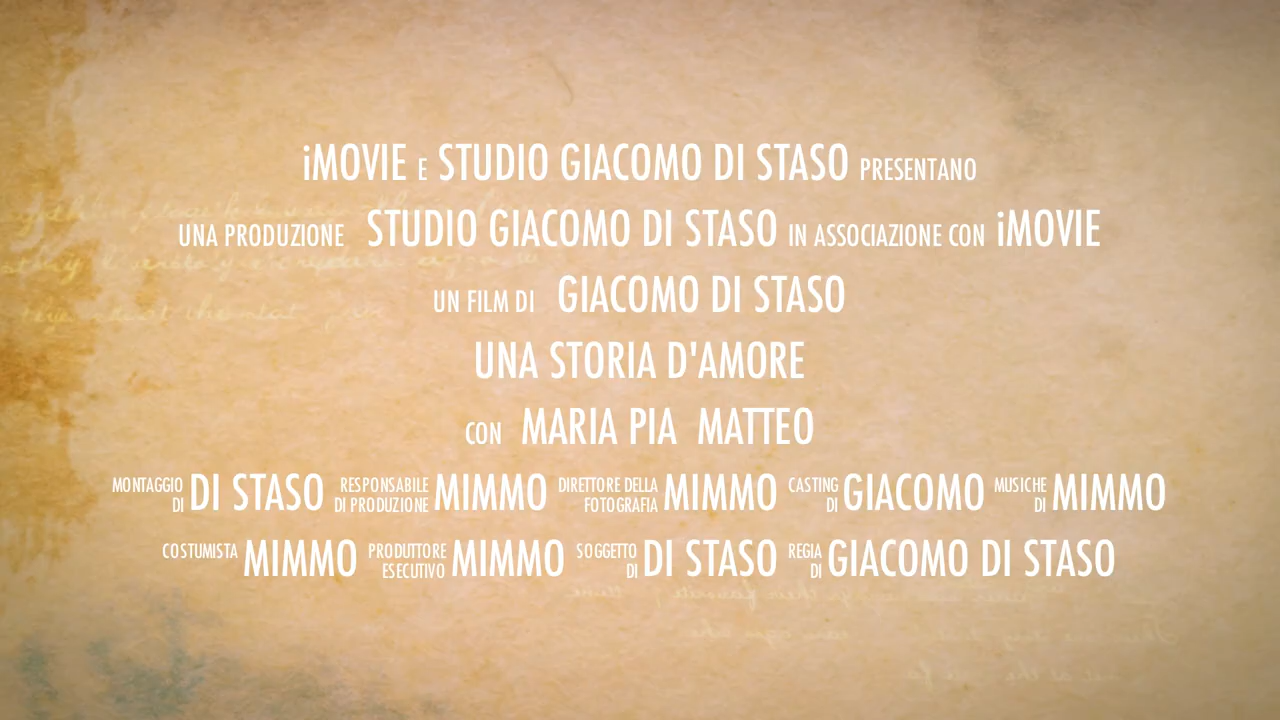 iMOVIE E STUDIO GIACOMO DI STASO PRESENTANO
UNA PRODUZIONE STUDIO GIACOMO DI STASO IN ASSOCIAZIONE CON iMOVIE
UN FILM DI GIACOMO DI STASO
UNA STORIA D'AMORE
CON MARIA PIA MATTEO
MONTAGGIO DI DI STASO RESPONSABILE DI PRODUZIONE MIMMO DIRETTORE DELLA FOTOGRAFIA MIMMO CASTING DI GIACOMO MUSICHE DI MIMMO
COSTUMISTA MIMMO PRODUTTORE ESECUTIVO MIMMO SOGGETTO DI DI STASO REGIA DI GIACOMO DI STASO